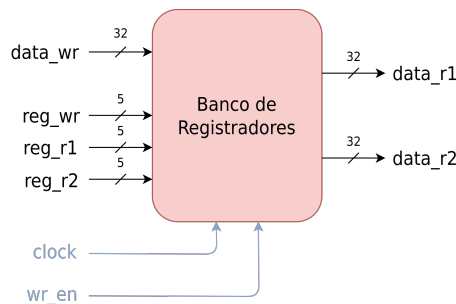 32
data_wr
32
data_r1
5
reg_wr
Banco de
Registradores
5
reg_r1
5
reg_r2
32
data_r2
clock
wr_en